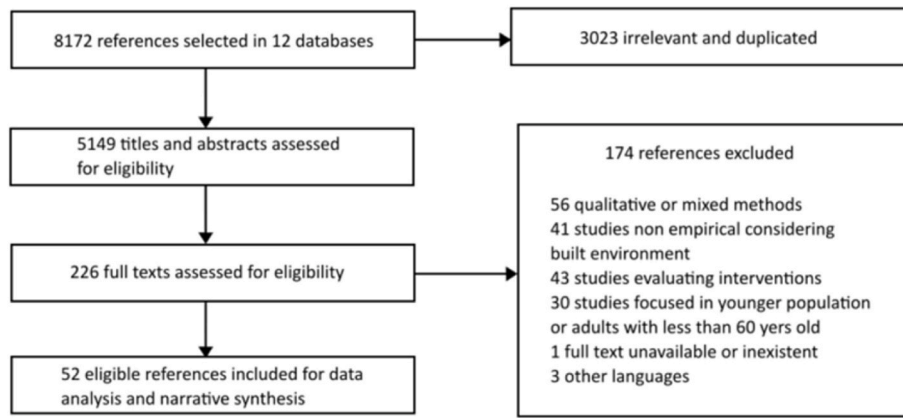 8172 references selected in 12 databases
3023 irrelevant and duplicated
5149 titles and abstracts assessed
for eligibility
226 full texts assessed for eligibility
174 references excluded
56 qualitative or mixed methods
41 studies non empirical considering
built environment
43 studies evaluating interventions
30 studies focused in younger population
or adults with less than 60 yers old
1 full text unavailable or inexistent
3 other languages
52 eligible references included for data
analysis and narrative synthesis